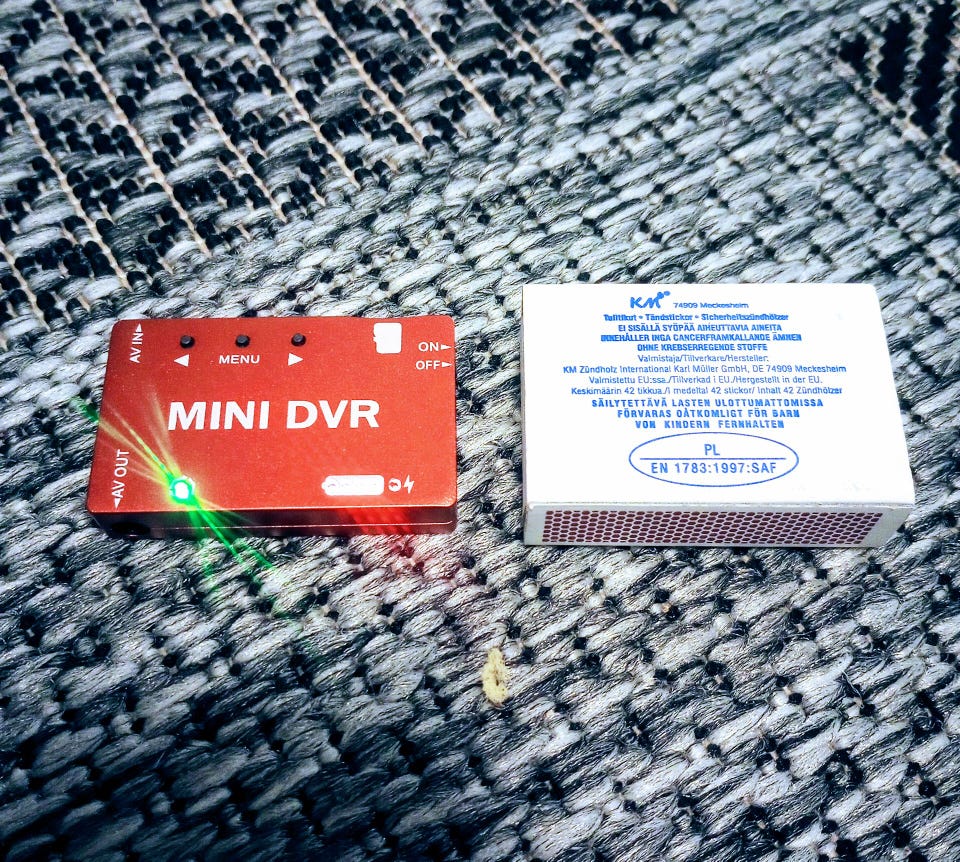 AV IN
MENU
ON
OFF
MINI DVR
AV OUT
KM 74909 Meckesheim
Tulitikut • Tändstickor • Sicherheitszündhölzer
EI SISÄLLÄ SYÖPÄÄ AIHEUTTAVIA AINEITA
INNEHÅLLER INGA CANCERFRAMKALLANDE ÄMNEN
OHNE KREBSERREGENDE STOFFE
Valmistaja/Tillverkare/Hersteller:
KM Zündholz International Karl Müller GmbH, DE 74909 Meckesheim
Valmistettu EU:ssa./Tillverkad i EU./Hergestellt in der EU.
Keskimäärin 42 tikkua./I medeltal 42 stickor/ Inhalt 42 Zündhölzer
SÄILYTETTÄVÄ LASTEN ULOTTUMATTOMISSA
FÖRVARAS OÅTKOMLIGT FÖR BARN
VON KINDERN FERNHALTEN
PL
EN 1783:1997:SAF